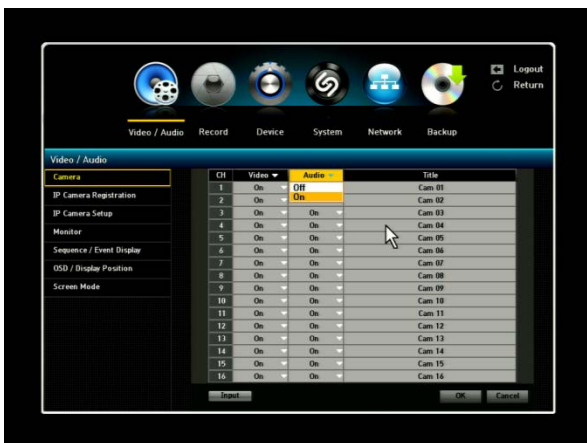 Logout
Return
Video / Audio Record Device System Network Backup
Video / Audio
Camera
IP Camera Registration
IP Camera Setup
Monitor
Sequence / Event Display
OSD / Display Position
Screen Mode
CH Video Audio Title
1 On Off Cam 01
2 On On Cam 02
3 On On Cam 03
4 On On Cam 04
5 On On Cam 05
6 On On Cam 06
7 On On Cam 07
8 On On Cam 08
9 On On Cam 09
10 On On Cam 10
11 On On Cam 11
12 On On Cam 12
13 On On Cam 13
14 On On Cam 14
15 On On Cam 15
16 On On Cam 16
Input OK Cancel